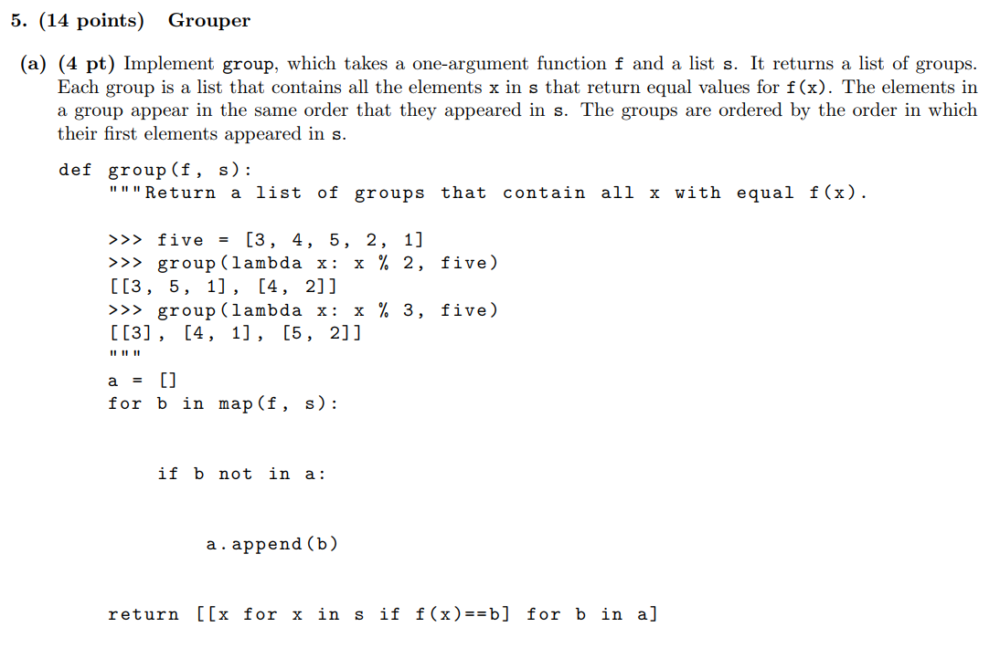 5. (14 points) Grouper
(a) (4 pt) Implement group, which takes a one-argument function f and a list s. It returns a list of groups.
Each group is a list that contains all the elements x in s that return equal values for f(x). The elements in
a group appear in the same order that they appeared in s. The groups are ordered by the order in which
their first elements appeared in s.
def group(f, s):
"""Return a list of groups that contain all x with equal f(x).
>>> five = [3, 4, 5, 2, 1]
>>> group(lambda x: x % 2, five)
[[3, 5, 1], [4, 2]]
>>> group(lambda x: x % 3, five)
[[3], [4, 1], [5, 2]]
"""
a = []
for b in map(f, s):
if b not in a:
a.append(b)
return [[x for x in s if f(x)==b] for b in a]